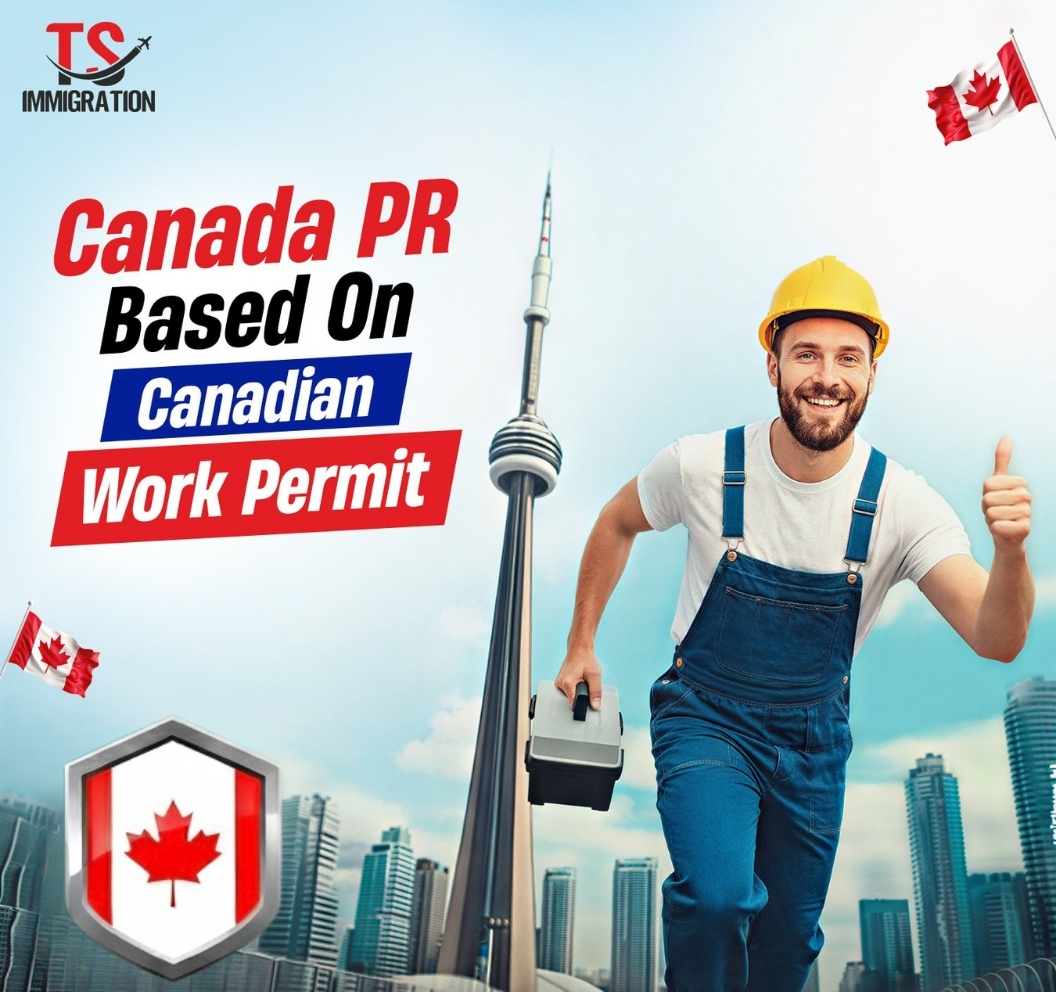 TS
IMMIGRATION
Canada PR
Based On
Canadian
Work Permit